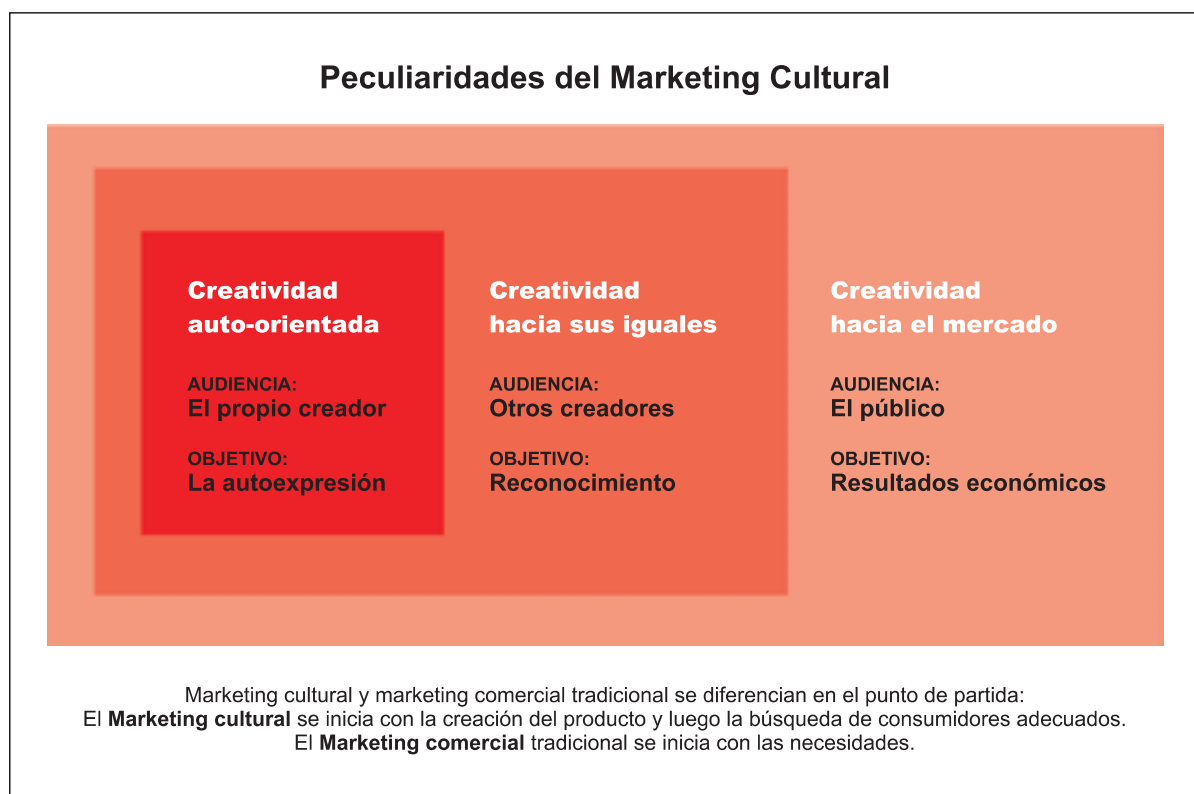 Peculiaridades del Marketing Cultural
Creatividad
auto-orientada
AUDIENCIA:
El propio creador
OBJETIVO:
La autoexpresión
Creatividad
hacia sus iguales
AUDIENCIA:
Otros creadores
OBJETIVO:
Reconocimiento
Creatividad
hacia el mercado
AUDIENCIA:
El público
OBJETIVO:
Resultados económicos
Marketing cultural y marketing comercial tradicional se diferencian en el punto de partida:
El Marketing cultural se inicia con la creación del producto y luego la búsqueda de consumidores adecuados.
El Marketing comercial tradicional se inicia con las necesidades.